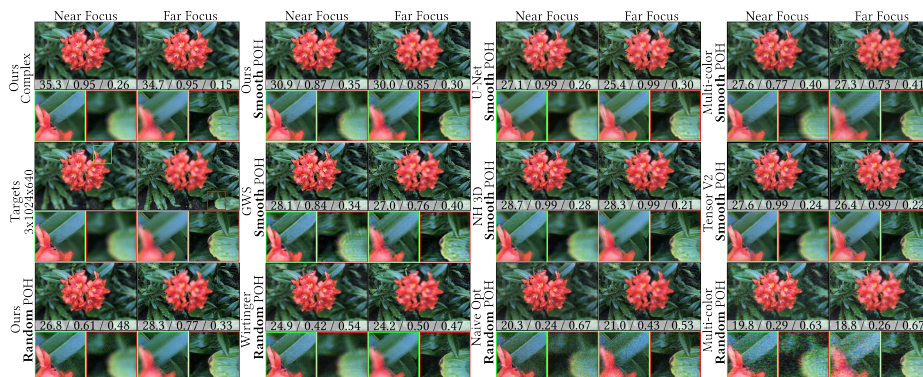 Near Focus Far Focus Near Focus Far Focus Near Focus Far Focus Near Focus Far Focus
Ours
Complex
35.3 / 0.95 / 0.26 34.7 / 0.95 / 0.15
Ours
Smooth POH
30.9 / 0.87 / 0.35 30.0 / 0.85 / 0.30
U-Net
Smooth POH
27.1 / 0.99 / 0.26 25.4 / 0.99 / 0.30
Multi-color
Smooth POH
27.6 / 0.77 / 0.40 27.3 / 0.73 / 0.41
Targets
3x1024x640
GWS
Smooth POH
28.1 / 0.84 / 0.34 27.0 / 0.76 / 0.40
NH 3D
Smooth POH
28.7 / 0.99 / 0.28 28.3 / 0.99 / 0.21
Tensor V2
Smooth POH
27.6 / 0.99 / 0.24 26.4 / 0.99 / 0.22
Ours
Random POH
26.8 / 0.61 / 0.48 28.3 / 0.77 / 0.33
Wirtinger
Random POH
24.9 / 0.42 / 0.54 24.2 / 0.50 / 0.47
Naive Opt
Random POH
20.3 / 0.24 / 0.67 21.0 / 0.43 / 0.53
Multi-color
Random POH
19.8 / 0.29 / 0.63 18.8 / 0.26 / 0.67